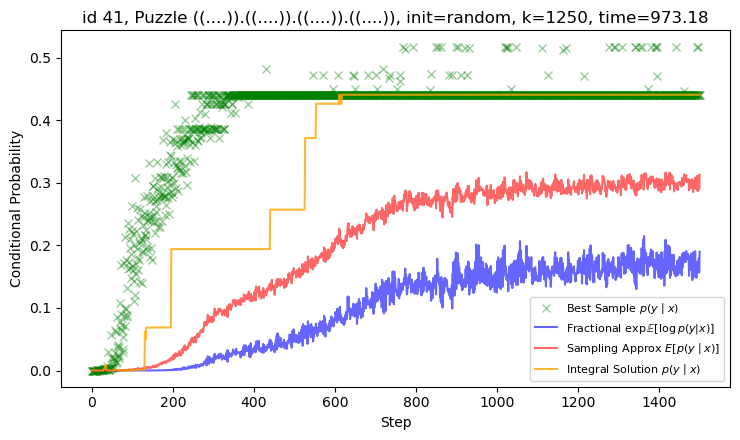 id 41, Puzzle ((....)).((....)).((....)).((....)), init=random, k=1250, time=973.18
Conditional Probability
0.5
0.4
0.3
0.2
0.1
0.0
Best Sample p(y | x)
Fractional exp𝔼[log p(y|x)]
Sampling Approx E[p(y | x)]
Integral Solution p(y | x)
0 200 400 600 800 1000 1200 1400
Step